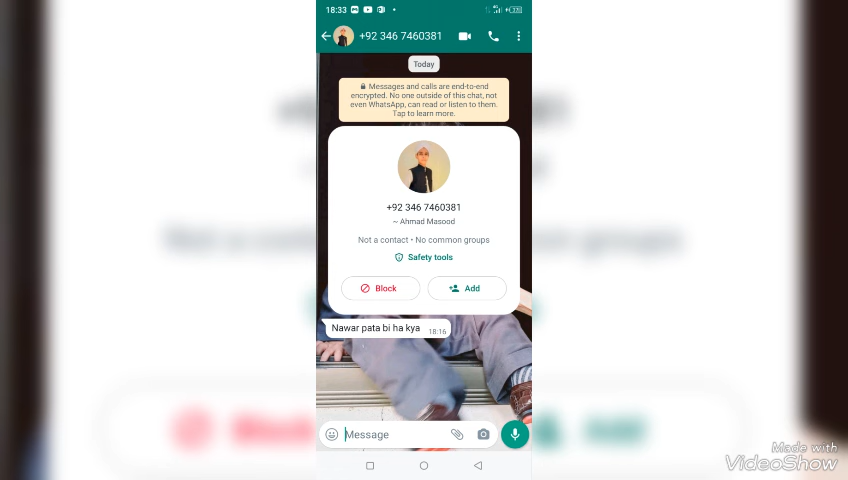 18:33
+92 346 7460381
Today
Messages and calls are end-to-end
encrypted. No one outside of this chat, not
even WhatsApp, can read or listen to them.
Tap to learn more.
+92 346 7460381
~ Ahmad Masood
Not a contact • No common groups
Safety tools
Block
Add
Nawar pata bi ha kya
18:16
Message
Made with
VideoShow